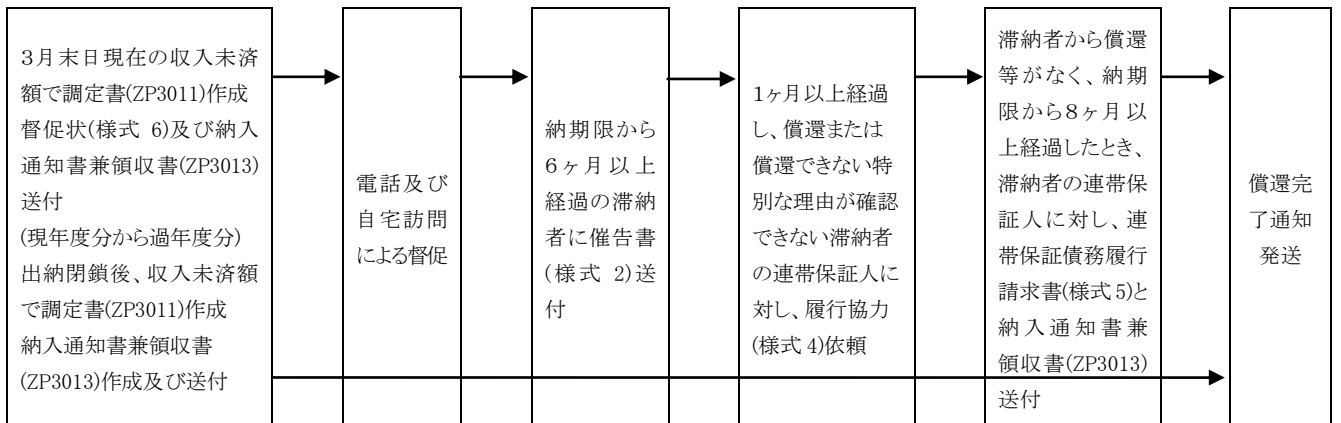 ３月末日現在の収入未済
額で調定書(ZP3011)作成
督促状(様式 6)及び納入
通知書兼領収書(ZP3013)
送付
(現年度分から過年度分)
出納閉鎖後、収入未済額
で調定書(ZP3011)作成
納入通知書兼領収書
(ZP3013)作成及び送付
電話及び
自宅訪問
による督促
納期限から
６ヶ月以上
経過の滞納
者に催告書
(様式 2)送
付
１ヶ月以上経過
し、償還または
償還できない特
別な理由が確認
できない滞納者
の連帯保証人に
対し、履行協力
(様式 4)依頼
滞納者から償還
等がなく、納期
限から８ヶ月以
上経過したとき、
滞納者の連帯保
証人に対し、連
帯保証債務履行
請求書(様式 5)と
納入通知書兼
領収書(ZP3013)
送付
償還完
了通知
発送